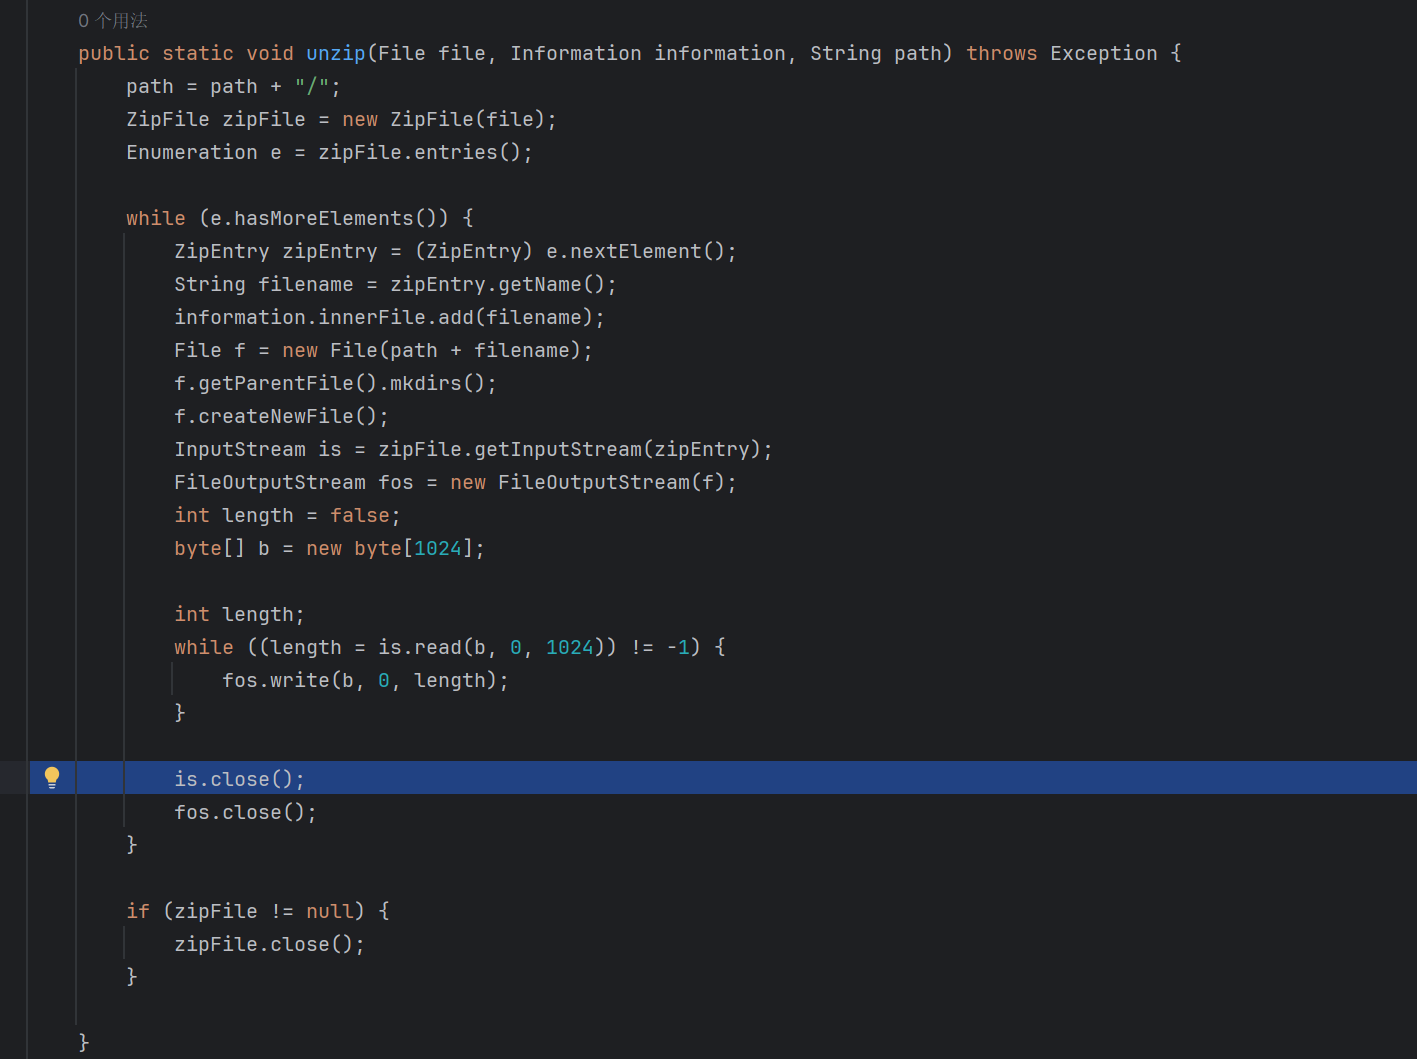 0 个用法
public static void unzip(File file, Information information, String path) throws Exception {
path = path + "/";
ZipFile zipFile = new ZipFile(file);
Enumeration e = zipFile.entries();
while (e.hasMoreElements()) {
ZipEntry zipEntry = (ZipEntry) e.nextElement();
String filename = zipEntry.getName();
information.innerFile.add(filename);
File f = new File(path + filename);
f.getParentFile().mkdirs();
f.createNewFile();
InputStream is = zipFile.getInputStream(zipEntry);
FileOutputStream fos = new FileOutputStream(f);
int length = false;
byte[] b = new byte[1024];
int length;
while ((length = is.read(b, 0, 1024)) != -1) {
fos.write(b, 0, length);
}
is.close();
fos.close();
}
if (zipFile != null) {
zipFile.close();
}
}